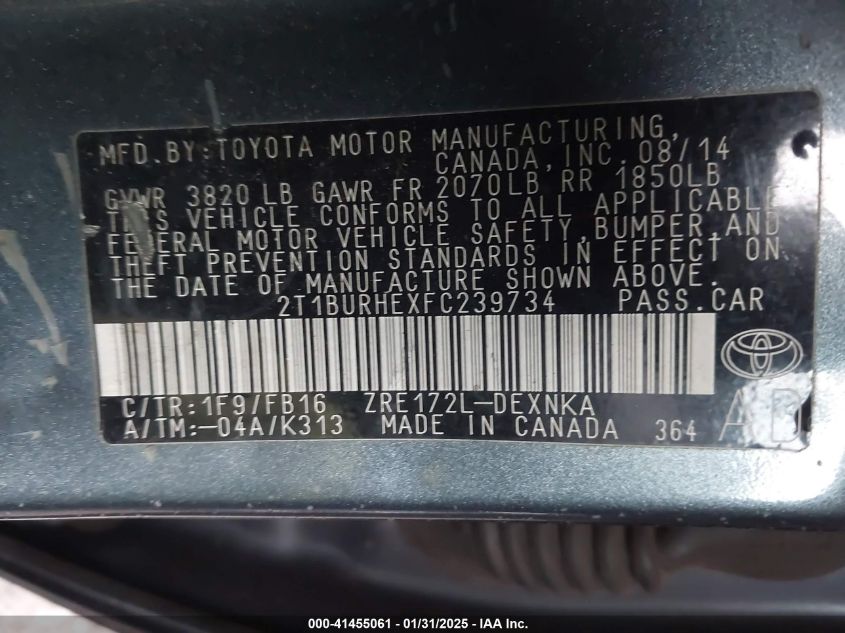 MFD.BY:TOYOTA MOTOR MANUFACTURING,
CANADA, INC. 08/14
GVWR 3820 LB GAWR FR 2070LB RR 1850LB
THIS VEHICLE CONFORMS TO ALL APPLICABLE
FEDERAL MOTOR VEHICLE SAFETY, BUMPER, AND
THEFT PREVENTION STANDARDS IN EFFECT ON
THE DATE OF MANUFACTURE SHOWN ABOVE.
2T1BURHEXFC239734 PASS.CAR
C/TR:1F9/FB16 ZRE172L-DEXNKA
A/TM:-04A/K313 MADE IN CANADA 364
AD
000-41455061 - 01/31/2025 - IAA Inc.